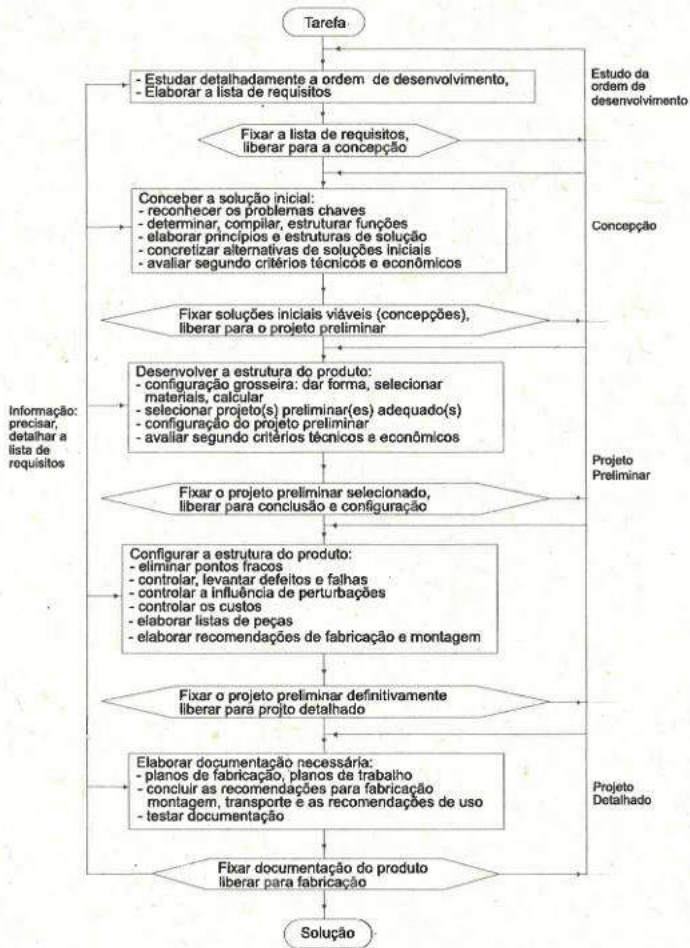 Tarefa
- Estudar detalhadamente a ordem de desenvolvimento,
- Elaborar a lista de requisitos
Estudo da
ordem de
desenvolvimento
Fixar a lista de requisitos,
liberar para a concepção
Conceber a solução inicial:
- reconhecer os problemas chaves
- determinar, compilar, estruturar funções
- elaborar princípios e estruturas de solução
- concretizar alternativas de soluções iniciais
- avaliar segundo critérios técnicos e econômicos
Concepção
Fixar soluções iniciais viáveis (concepções),
liberar para o projeto preliminar
Desenvolver a estrutura do produto:
- configuração grosseira: dar forma, selecionar
materiais, calcular
- selecionar projeto(s) preliminar(es) adequado(s)
- configuração do projeto preliminar
- avaliar segundo critérios técnicos e econômicos
Informação:
precisar,
detalhar a
lista de
requisitos
Projeto
Preliminar
Fixar o projeto preliminar selecionado,
liberar para conclusão e configuração
Configurar a estrutura do produto:
- eliminar pontos fracos
- controlar, levantar defeitos e falhas
- controlar a influência de perturbações
- controlar os custos
- elaborar listas de peças
- elaborar recomendações de fabricação e montagem
Fixar o projeto preliminar definitivamente
liberar para projto detalhado
Elaborar documentação necessária:
- planos de fabricação, planos de trabalho
- concluir as recomendações para fabricação
montagem, transporte e as recomendações de uso
- testar documentação
Projeto
Detalhado
Fixar documentação do produto
liberar para fabricação
Solução